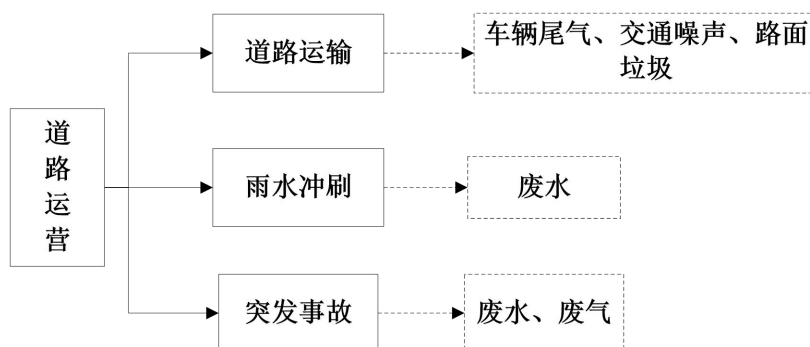 道路运输
车辆尾气、交通噪声、路面
垃圾
道路运营
雨水冲刷
废水
突发事故
废水、废气